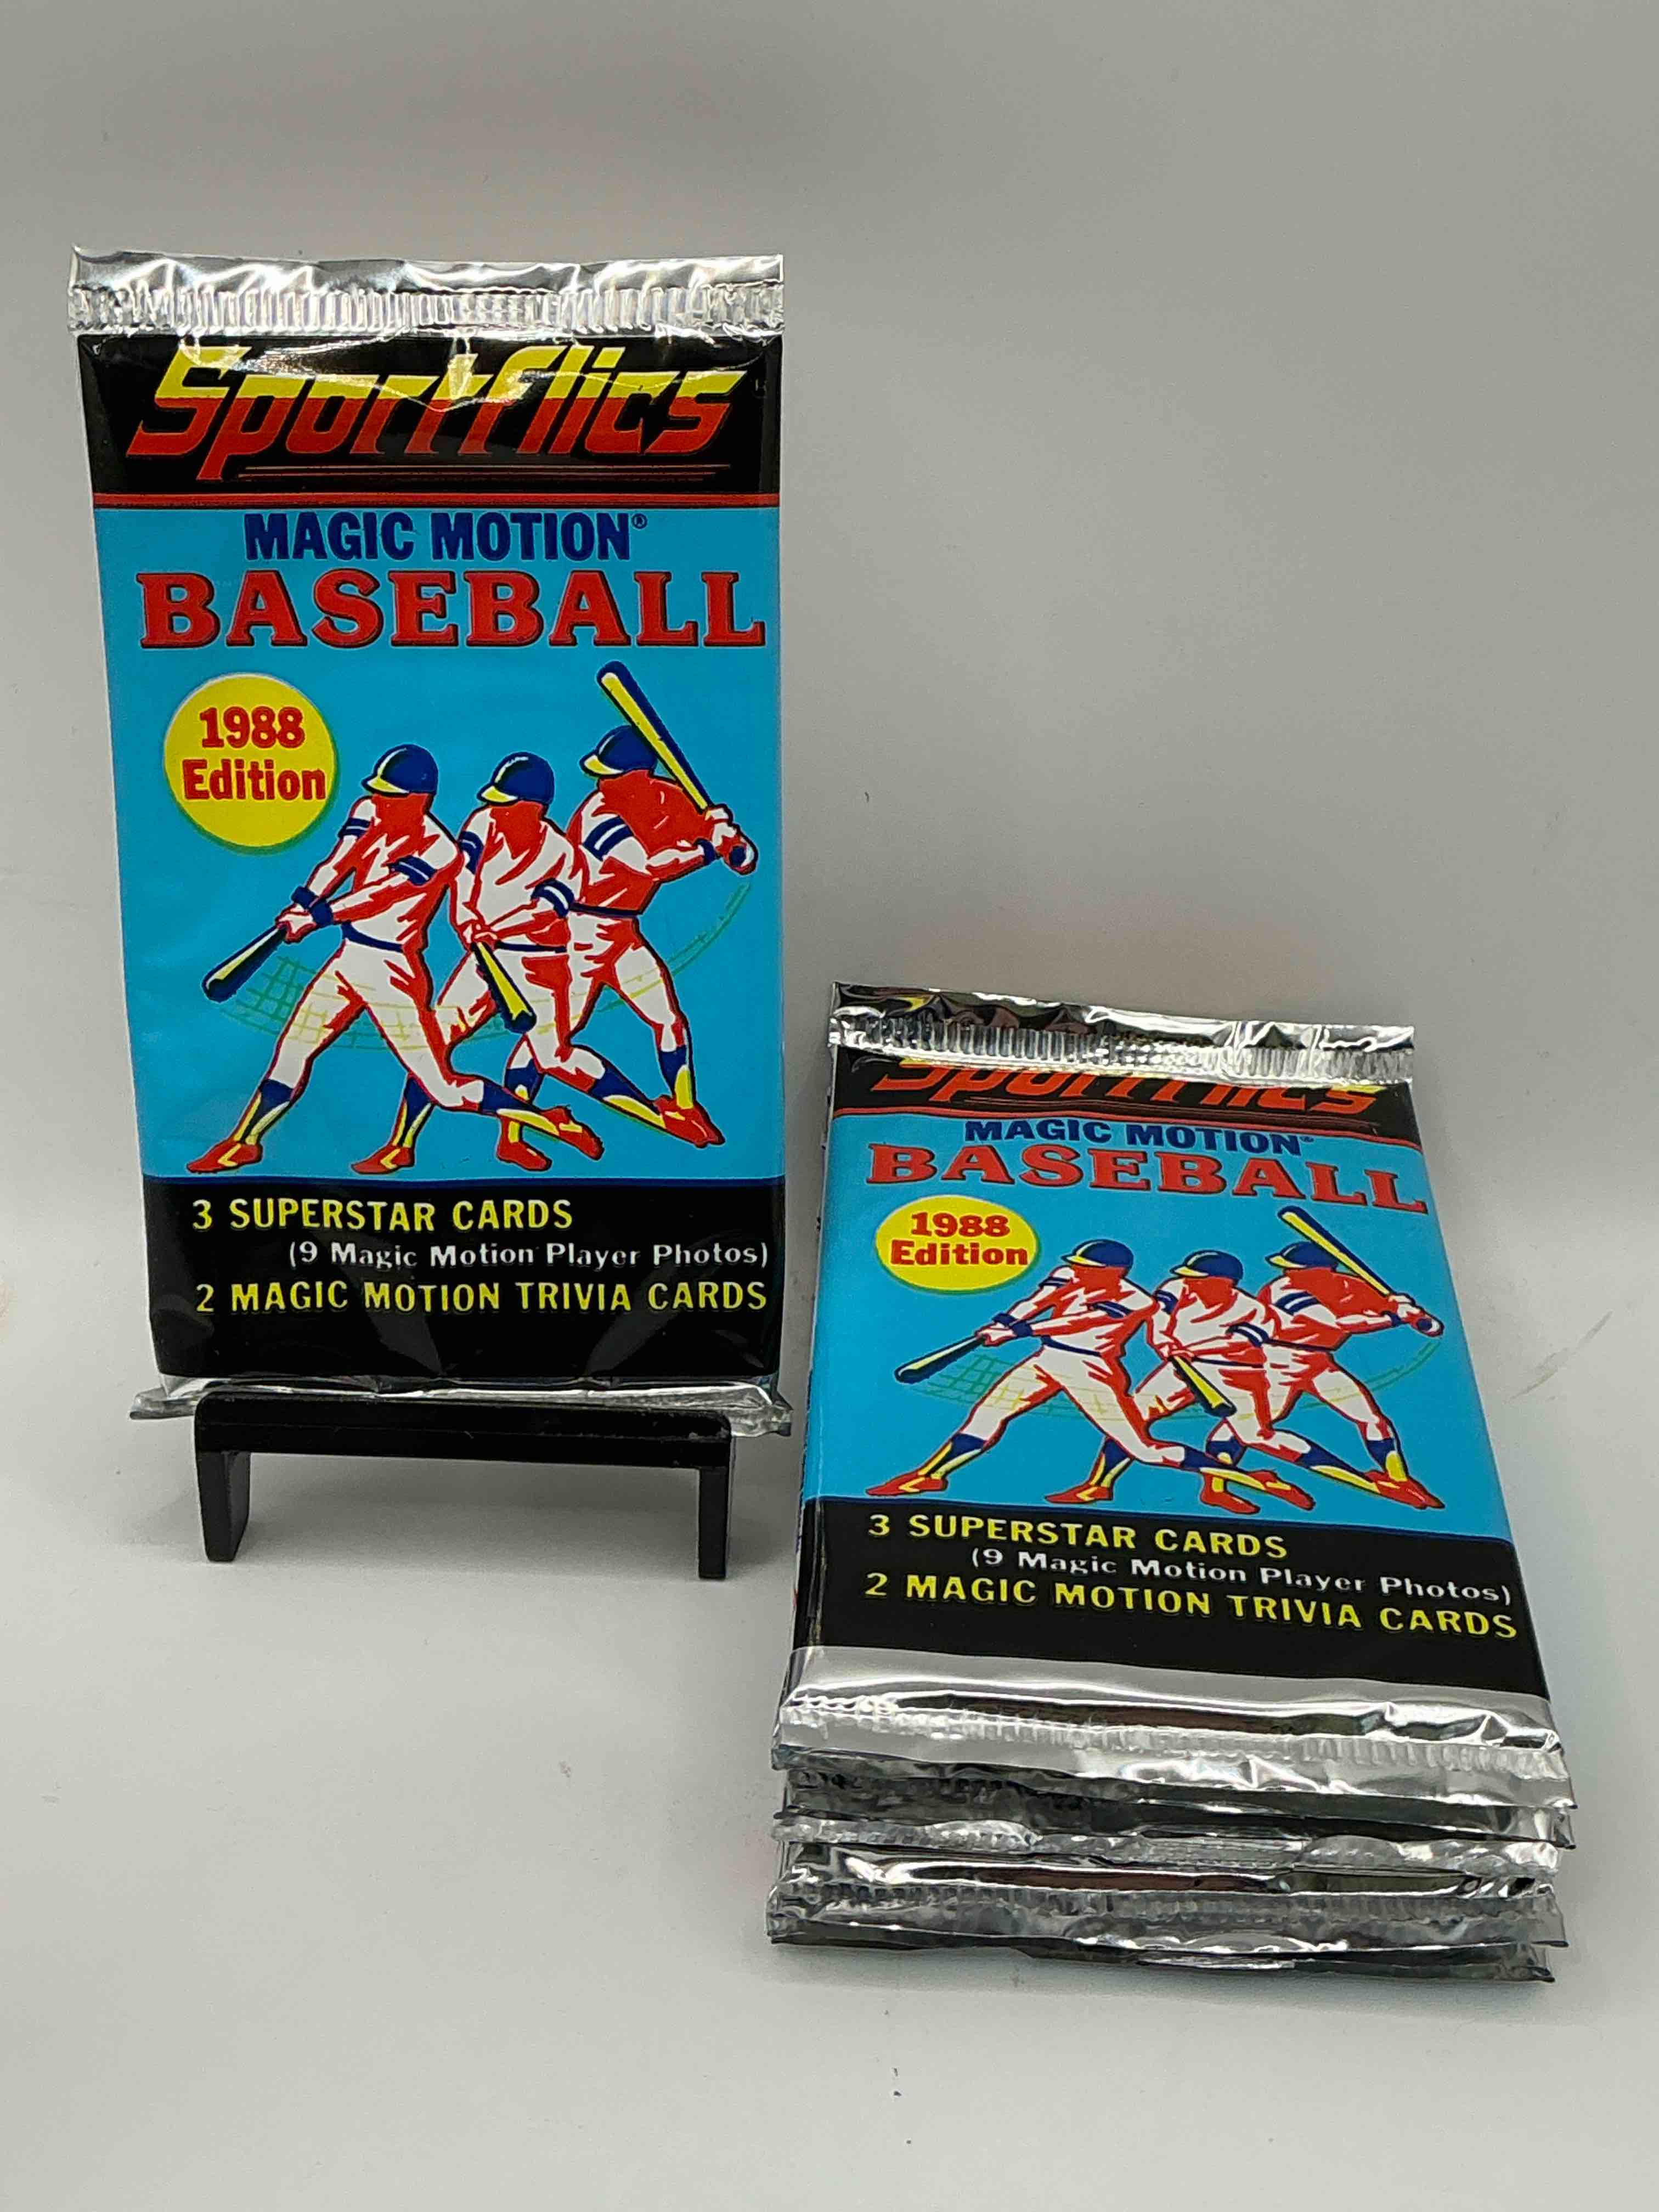 Sportflics
MAGIC MOTION®
BASEBALL
1988
Edition
3 SUPERSTAR CARDS
(9 Magic Motion Player Photos)
2 MAGIC MOTION TRIVIA CARDS
Sportflics
MAGIC MOTION®
BASEBALL
1988
Edition
3 SUPERSTAR CARDS
(9 Magic Motion Player Photos)
2 MAGIC MOTION TRIVIA CARDS